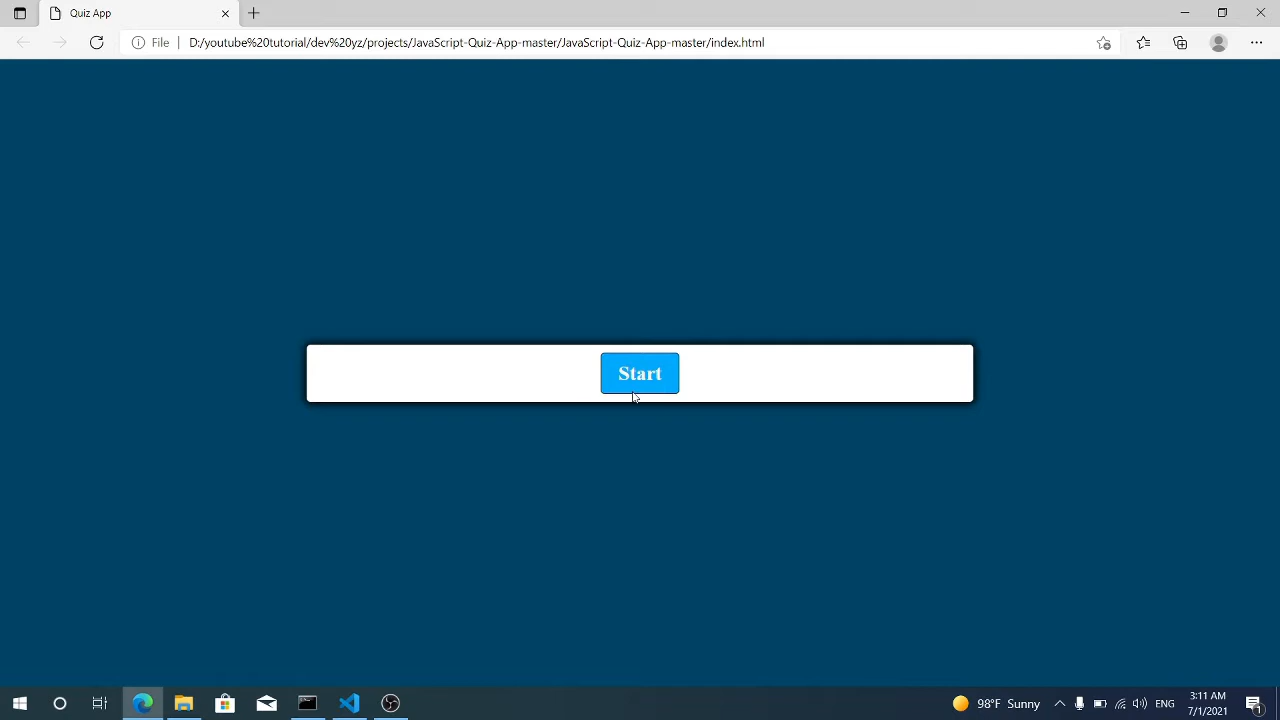 Quiz App
File
D:/youtube%20tutorial/dev%20yz/projects/JavaScript-Quiz-App-master/JavaScript-Quiz-App-master/index.html
Start
98°F Sunny
ENG
3:11 AM
7/1/2021
1